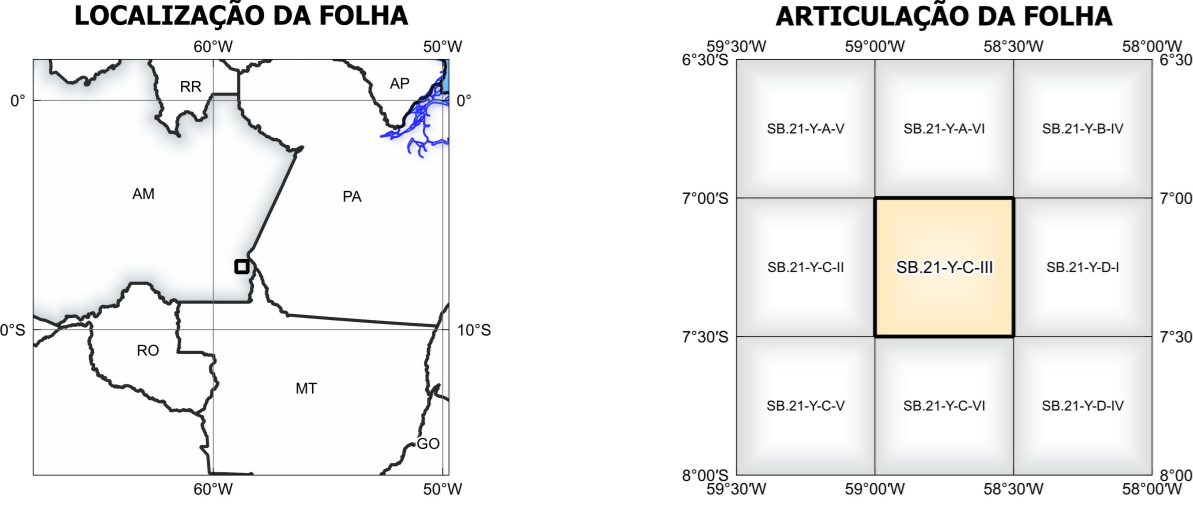 LOCALIZAÇÃO DA FOLHA
60°W 50°W
RR AP
0° 0°
AM PA
0°S 10°S
RO
MT
GO
60°W 50°W
ARTICULAÇÃO DA FOLHA
59°30'W 59°00'W 58°30'W 58°00'W
6°30'S 6°30
SB.21-Y-A-V SB.21-Y-A-VI SB.21-Y-B-IV
7°00'S 7°00
SB.21-Y-C-II SB.21-Y-C-III SB.21-Y-D-I
7°30'S 7°30
SB.21-Y-C-V SB.21-Y-C-VI SB.21-Y-D-IV
8°00'S 8°00
59°30'W 59°00'W 58°30'W 58°00'W